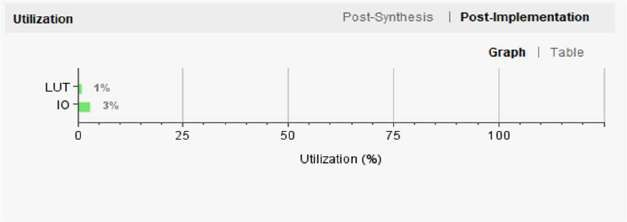 Utilization Post-Synthesis | Post-Implementation
Graph | Table
LUT 1%
IO 3%
0 25 50 75 100
Utilization (%)